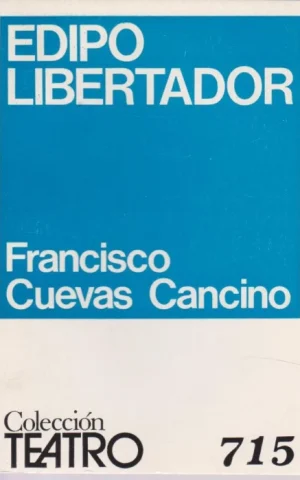 EDIPO
LIBERTADOR
Francisco
Cuevas Cancino
Colección
TEATRO
715